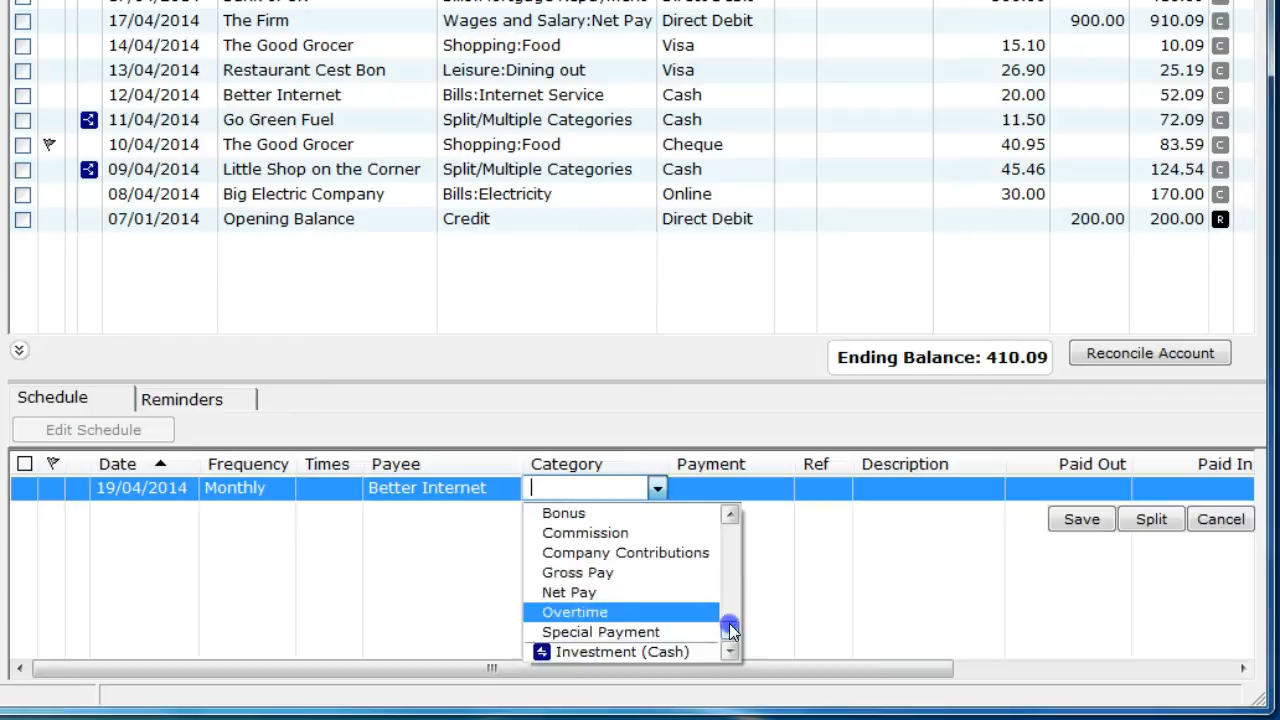 17/04/2014 The Firm Wages and Salary:Net Pay Direct Debit 900.00 910.09 C
14/04/2014 The Good Grocer Shopping:Food Visa 15.10 10.09 C
13/04/2014 Restaurant Cest Bon Leisure:Dining out Visa 26.90 25.19 C
12/04/2014 Better Internet Bills:Internet Service Cash 20.00 52.09 C
11/04/2014 Go Green Fuel Split/Multiple Categories Cash 11.50 72.09 C
10/04/2014 The Good Grocer Shopping:Food Cheque 40.95 83.59 C
09/04/2014 Little Shop on the Corner Split/Multiple Categories Cash 45.46 124.54 C
08/04/2014 Big Electric Company Bills:Electricity Online 30.00 170.00 C
07/01/2014 Opening Balance Credit Direct Debit 200.00 200.00 R
Ending Balance: 410.09 Reconcile Account
Schedule Reminders
Edit Schedule
Date Frequency Times Payee Category Payment Ref Description Paid Out Paid In
19/04/2014 Monthly Better Internet
Save Split Cancel
Bonus
Commission
Company Contributions
Gross Pay
Net Pay
Overtime
Special Payment
Investment (Cash)